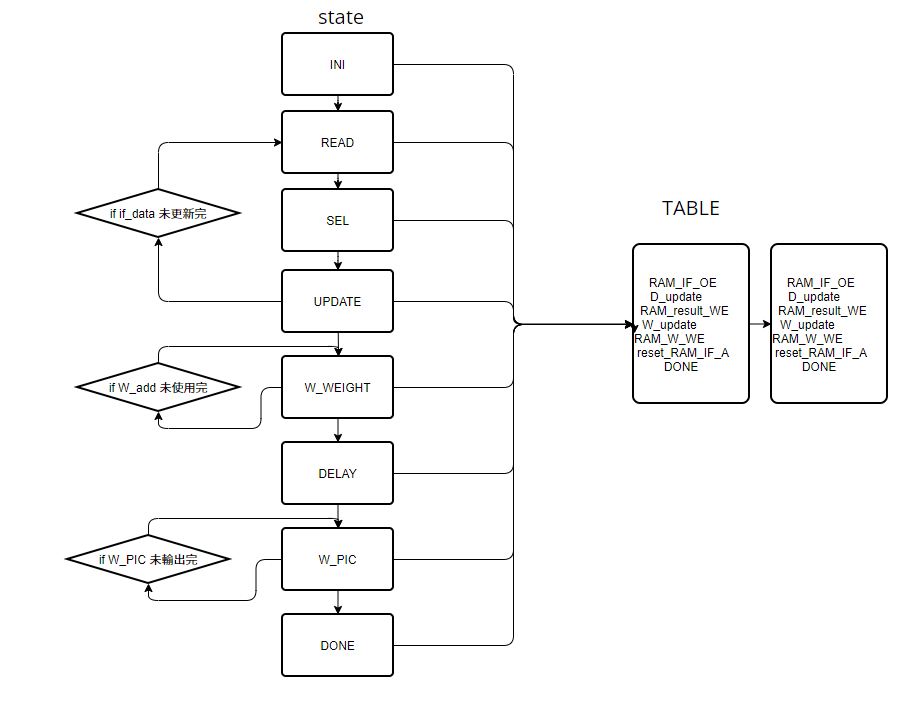 state
INI
READ
if if_data 未更新完
SEL
UPDATE
if W_add 未使用完
W_WEIGHT
DELAY
if W_PIC 未輸出完
W_PIC
DONE
TABLE
RAM_IF_OE
D_update
RAM_result_WE
W_update
RAM_W_WE
reset_RAM_IF_A
DONE
RAM_IF_OE
D_update
RAM_result_WE
W_update
RAM_W_WE
reset_RAM_IF_A
DONE